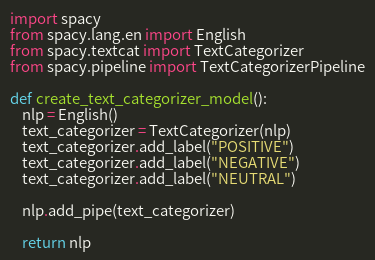 import spacy
from spacy.lang.en import English
from spacy.textcat import TextCategorizer
from spacy.pipeline import TextCategorizerPipeline

def create_text_categorizer_model():
    nlp = English()
    text_categorizer = TextCategorizer(nlp)
    text_categorizer.add_label("POSITIVE")
    text_categorizer.add_label("NEGATIVE")
    text_categorizer.add_label("NEUTRAL")

    nlp.add_pipe(text_categorizer)

    return nlp